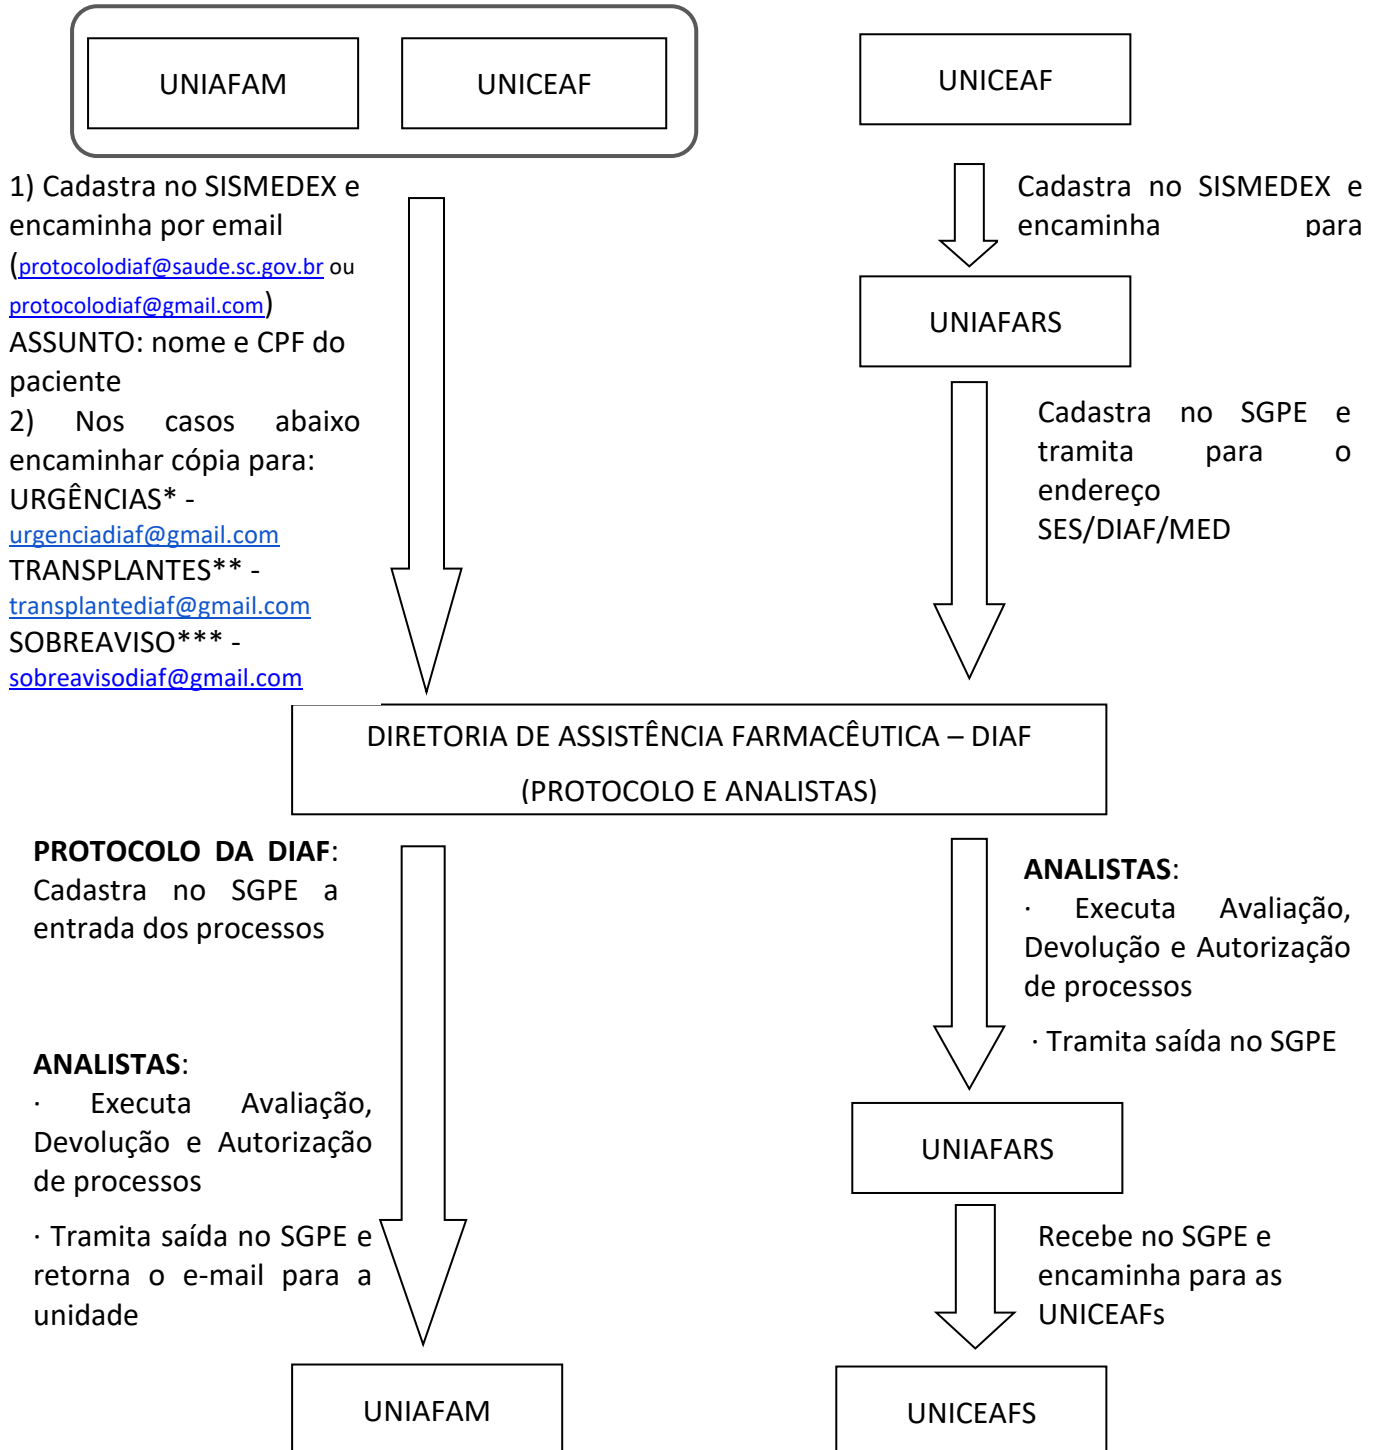 UNIAFAM
UNICEAF
UNICEAF
1) Cadastra no SISMEDEX e
encaminha por email
(protocolodiaf@saude.sc.gov.br ou
protocolodiaf@gmail.com)
ASSUNTO: nome e CPF do
paciente
2) Nos casos abaixo
encaminhar cópia para:
URGÊNCIAS* -
urgenciadiaf@gmail.com
TRANSPLANTES** -
transplantediaf@gmail.com
SOBREAVISO*** -
sobreavisodiaf@gmail.com
Cadastra no SISMEDEX e
encaminha para
UNIAFARS
Cadastra no SGPE e
tramita para o
endereço
SES/DIAF/MED
DIRETORIA DE ASSISTÊNCIA FARMACÊUTICA – DIAF
(PROTOCOLO E ANALISTAS)
PROTOCOLO DA DIAF:
Cadastra no SGPE a
entrada dos processos
ANALISTAS:
· Executa Avaliação,
Devolução e Autorização
de processos
· Tramita saída no SGPE e
retorna o e-mail para a
unidade
UNIAFAM
ANALISTAS:
· Executa Avaliação,
Devolução e Autorização
de processos
· Tramita saída no SGPE
UNIAFARS
Recebe no SGPE e
encaminha para as
UNICEAFs
UNICEAFS